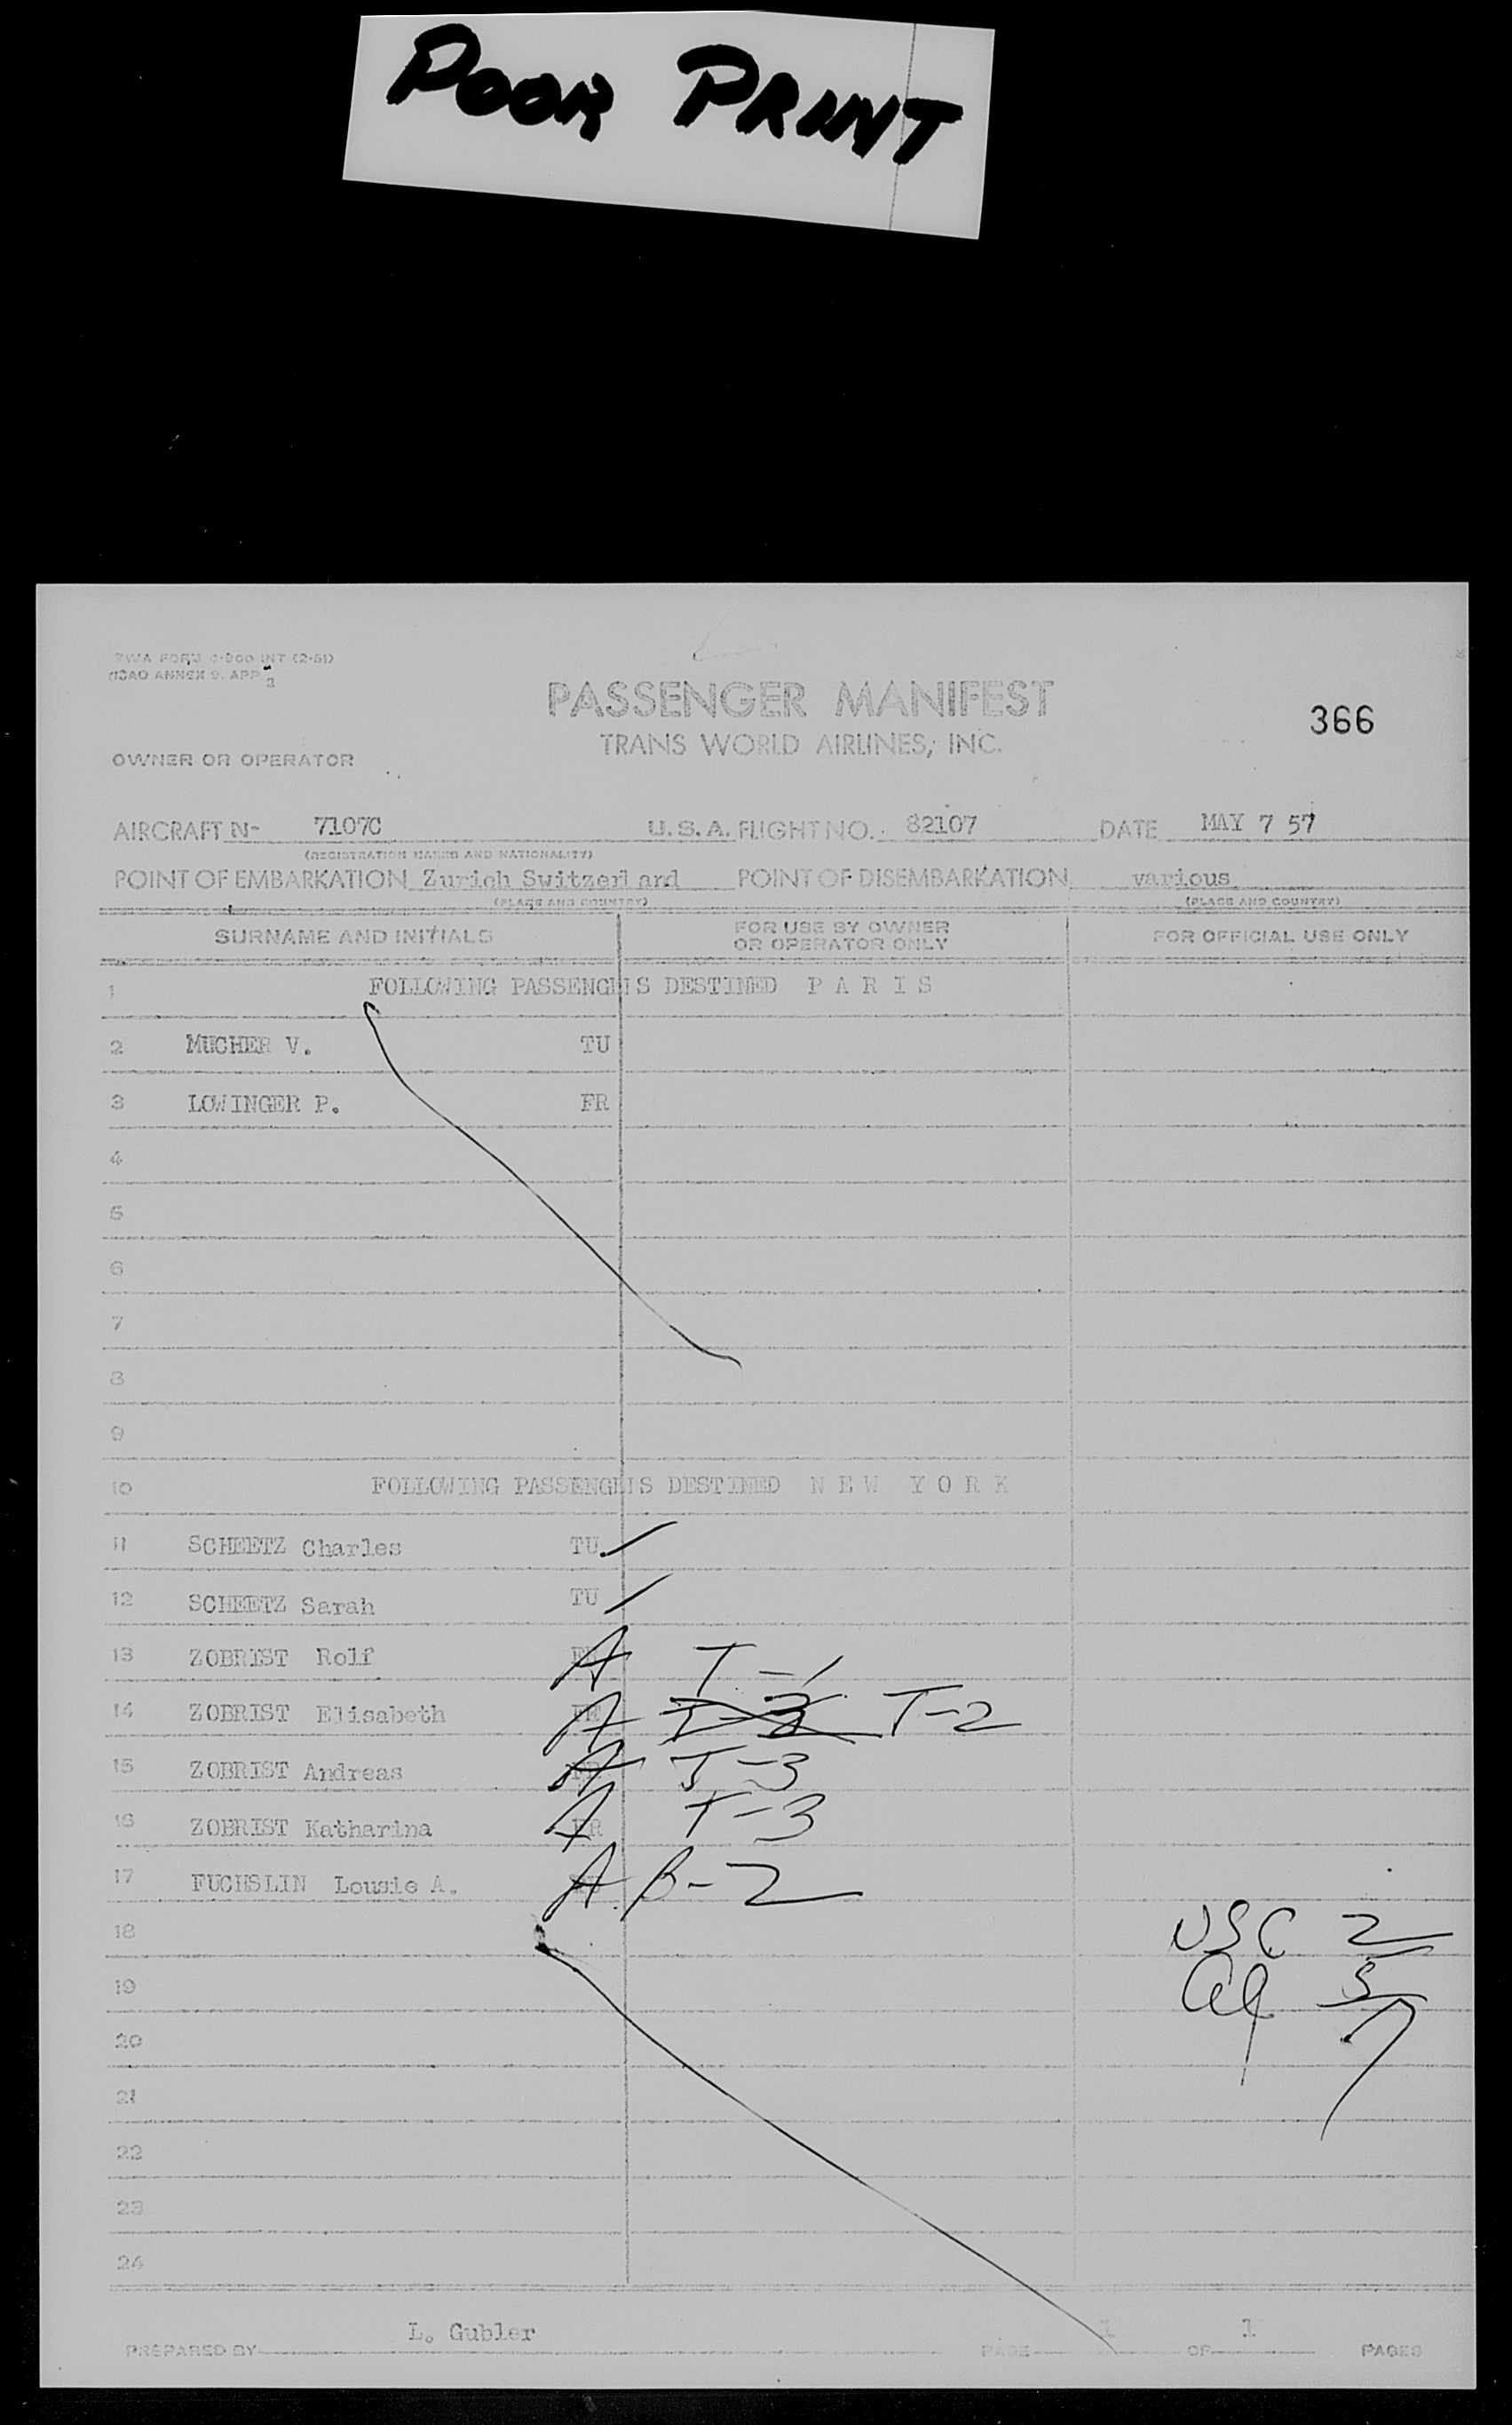 POOR PRINT
TWA FORM INT (2-51)
ICAO ANNEX 9, APP 3
PASSENGER MANIFEST
366
TRANS WORLD AIRLINES, INC.
OWNER OR OPERATOR
AIRCRAFT N- 7107C U.S.A. FLIGHT NO. 82107 DATE MAY 7 57
(REGISTRATION MARKS AND NATIONALITY)
POINT OF EMBARKATION Zurich Switzerland POINT OF DISEMBARKATION various
(PLACE AND COUNTRY) (PLACE AND COUNTRY)
SURNAME AND INITIALS FOR USE BY OWNER OR OPERATOR ONLY FOR OFFICIAL USE ONLY
1 FOLLOWING PASSENGERS DESTINED P A R I S
2 MUCHER V. TU
3 LOWINGER P. FR
4
5
6
7
8
9
10 FOLLOWING PASSENGERS DESTINED N E W Y O R K
11 SCHEETZ Charles TU
12 SCHEETZ Sarah TU
13 ZOBRIST Rolf A T-1
14 ZOBRIST Elisabeth A T-2
15 ZOBRIST Andreas A T-3
16 ZOBRIST Katharina FR A T-3
17 FUCHSLIN Lousie A. A B-2
18 USC 2
19 5
20 7
21
22
23
24
PREPARED BY L. Gubler PAGE 1 OF 1 PAGES